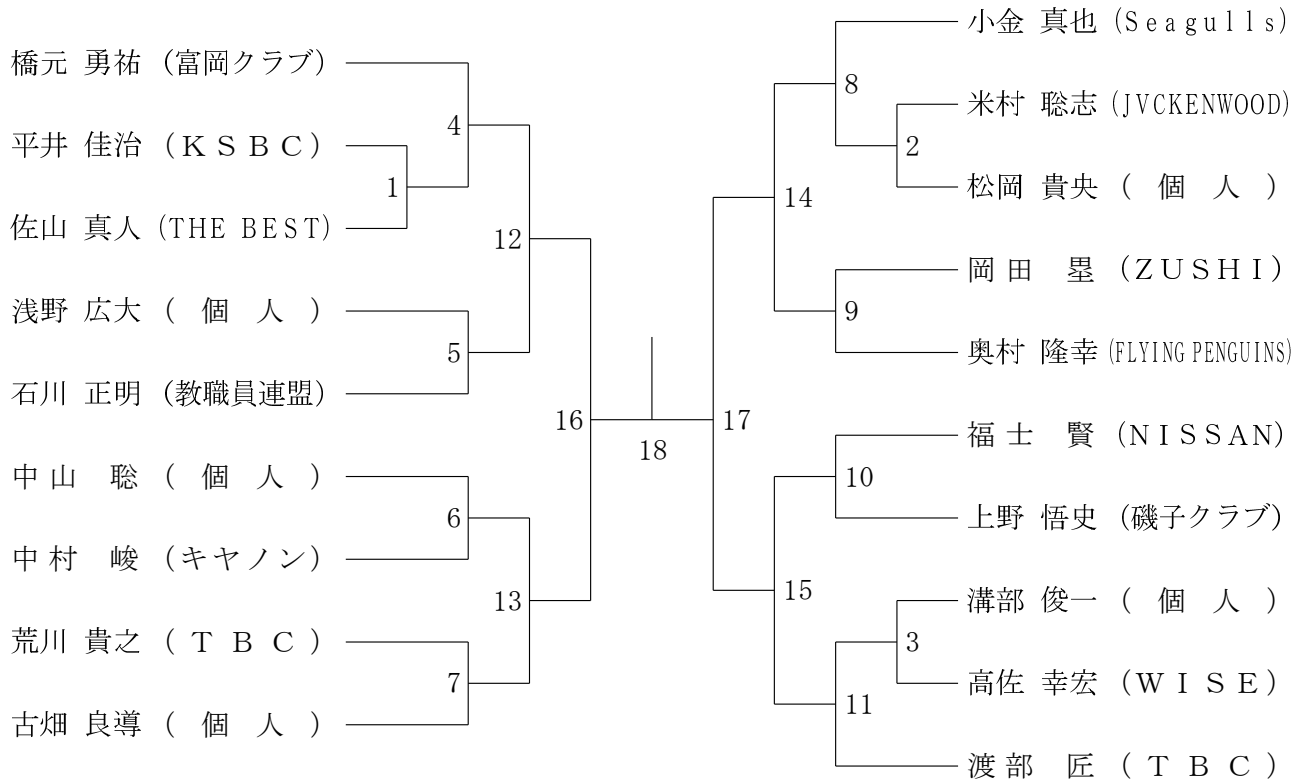 橋元 勇祐 (富岡クラブ)
平井 佳治 (ＫＳＢＣ)
佐山 真人 (THE BEST)
浅野 広大 (個人)
石川 正明 (教職員連盟)
中山 聡 (個人)
中村 峻 (キヤノン)
荒川 貴之 (ＴＢＣ)
古畑 良導 (個人)
4
1
12
5
16
6
13
7
18
小金 真也 (Seagulls)
米村 聡志 (JVCKENWOOD)
松岡 貴央 (個人)
岡田 塁 (ＺＵＳＨＩ)
奥村 隆幸 (FLYING PENGUINS)
福士 賢 (ＮＩＳＳＡＮ)
上野 悟史 (磯子クラブ)
溝部 俊一 (個人)
高佐 幸宏 (ＷＩＳＥ)
渡部 匠 (ＴＢＣ)
8
2
14
9
17
10
15
3
11